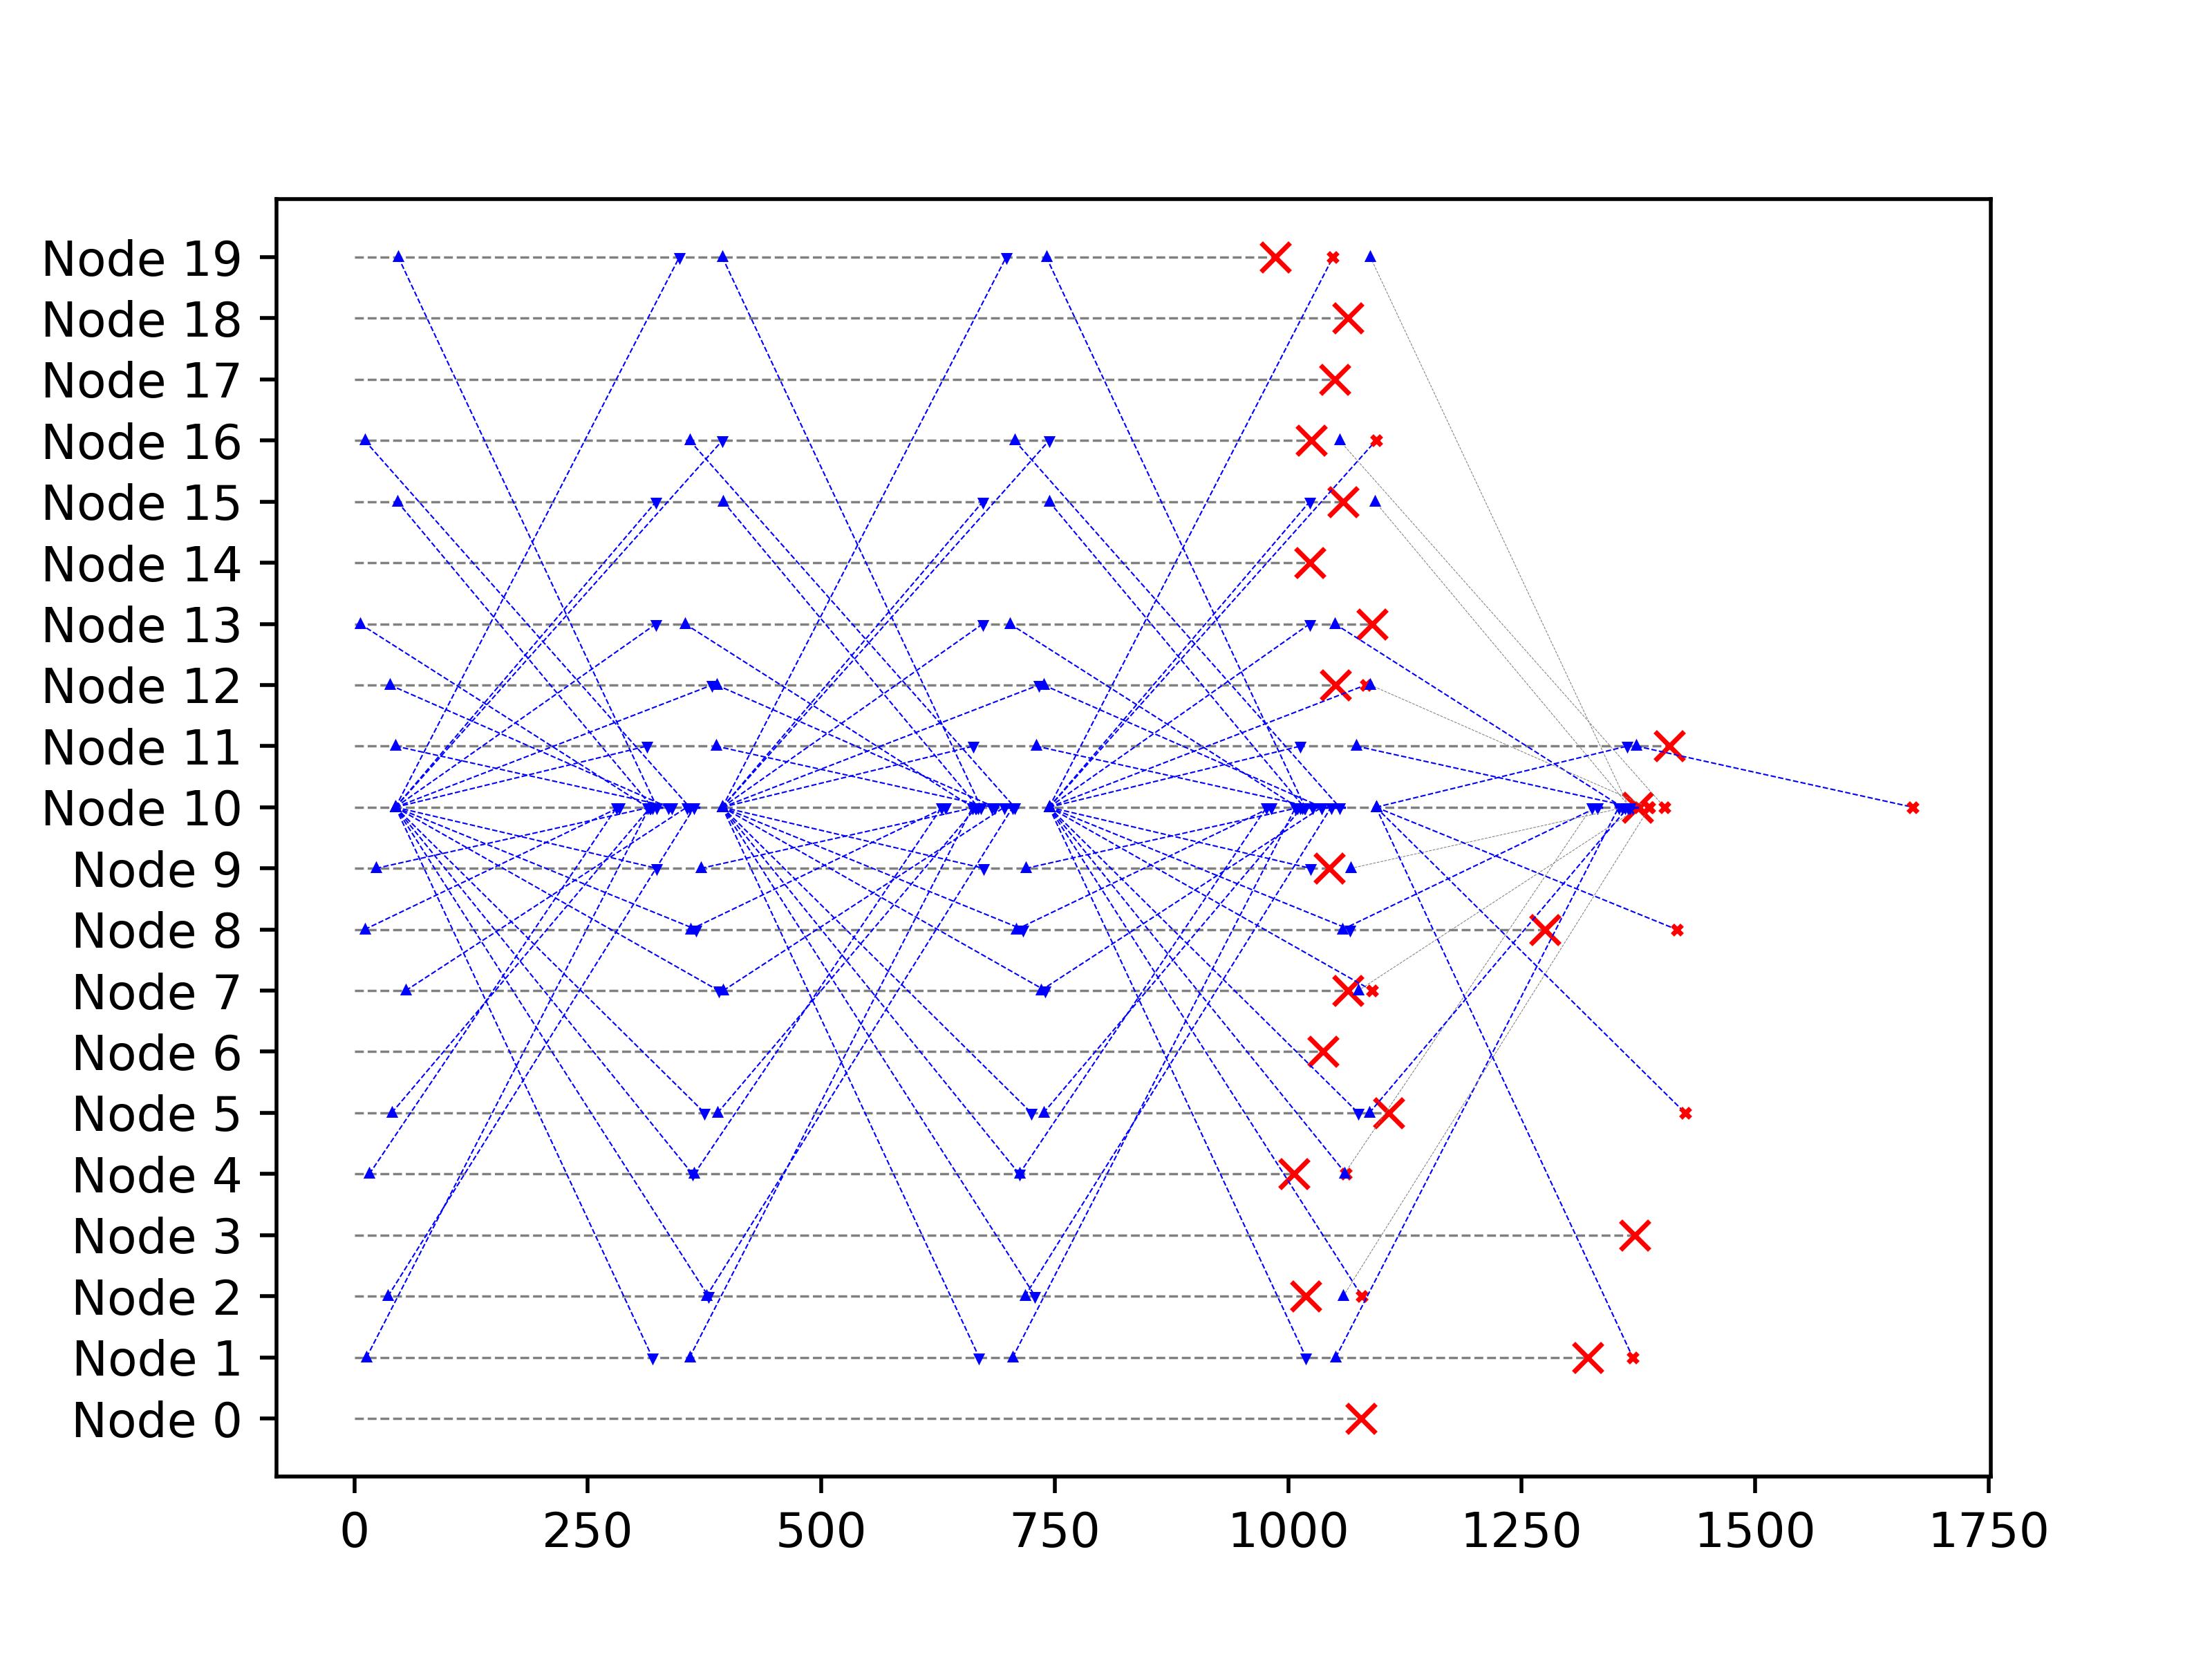 Node 19
Node 18
Node 17
Node 16
Node 15
Node 14
Node 13
Node 12
Node 11
Node 10
Node 9
Node 8
Node 7
Node 6
Node 5
Node 4
Node 3
Node 2
Node 1
Node 0
0 250 500 750 1000 1250 1500 1750